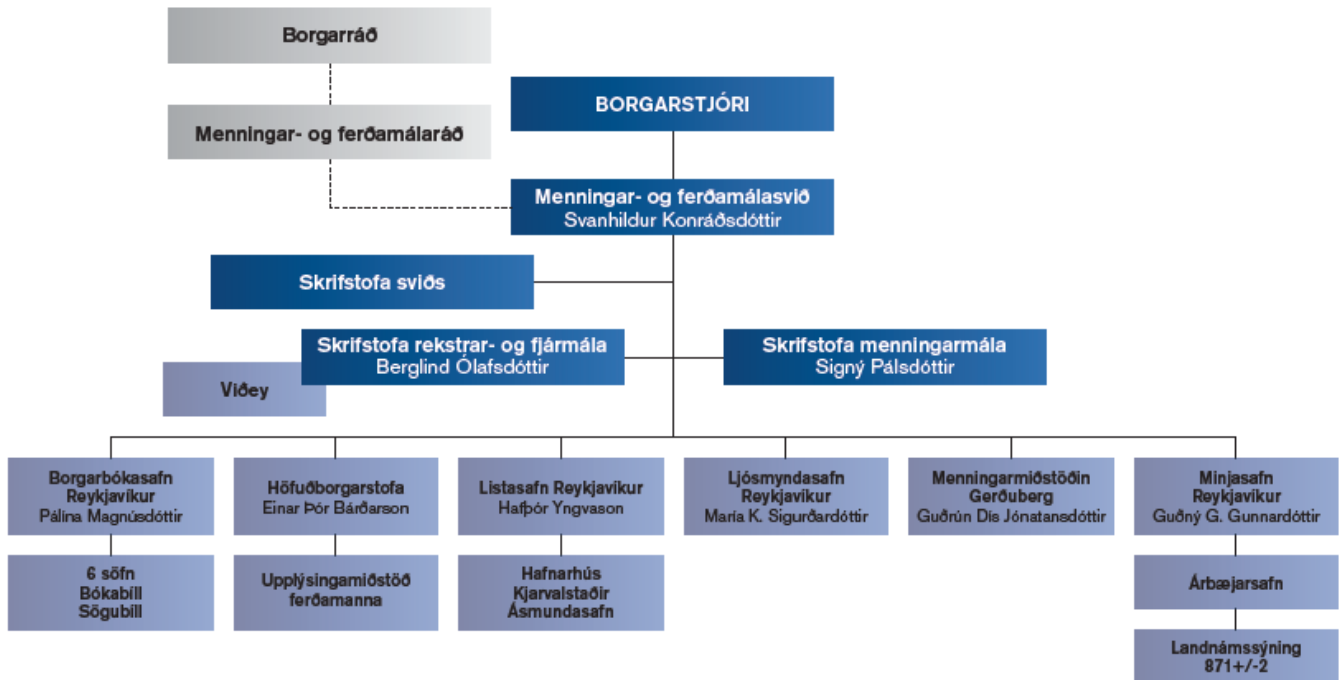 Borgarráð
BORGARSTJÓRI
Menningar- og ferðamálaráð
Menningar- og ferðamálasvið
Svanhildur Konráðsdóttir
Skrifstofa sviðs
Skrifstofa rekstrar- og fjármála
Berglind Ólafsdóttir
Skrifstofa menningarmála
Signý Pálsdóttir
Viðey
Borgarbókasafn
Reykjavíkur
Pálína Magnúsdóttir
Höfuðborgarstofa
Einar Þór Bárðarson
Listasafn Reykjavíkur
Hafþór Yngvason
Ljósmyndasafn
Reykjavíkur
María K. Sigurðardóttir
Menningarmiðstöðin
Gerðuberg
Guðrún Dís Jónatansdóttir
Minjasafn
Reykjavíkur
Guðný G. Gunnardóttir
6 söfn
Bókabíll
Sögubíll
Upplýsingamiðstöð
ferðamanna
Hafnarhús
Kjarvalstaðir
Ásmundasafn
Árbæjarsafn
Landnámssýning
871+/-2